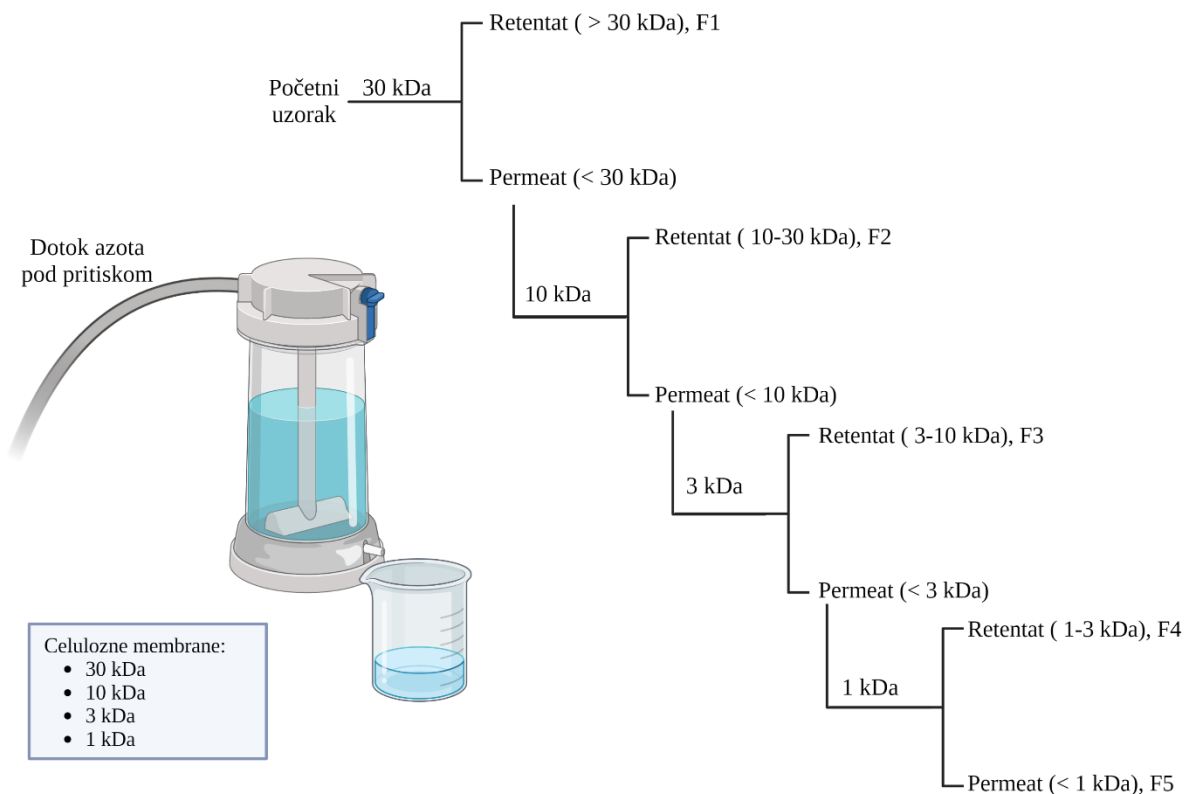 Retentat ( > 30 kDa), F1
Početni
uzorak
30 kDa
Permeat (< 30 kDa)
Retentat ( 10-30 kDa), F2
Dotok azota
pod pritiskom
10 kDa
Permeat (< 10 kDa)
Retentat ( 3-10 kDa), F3
3 kDa
Permeat (< 3 kDa)
Retentat ( 1-3 kDa), F4
1 kDa
Permeat (< 1 kDa), F5
Celulozne membrane:
• 30 kDa
• 10 kDa
• 3 kDa
• 1 kDa